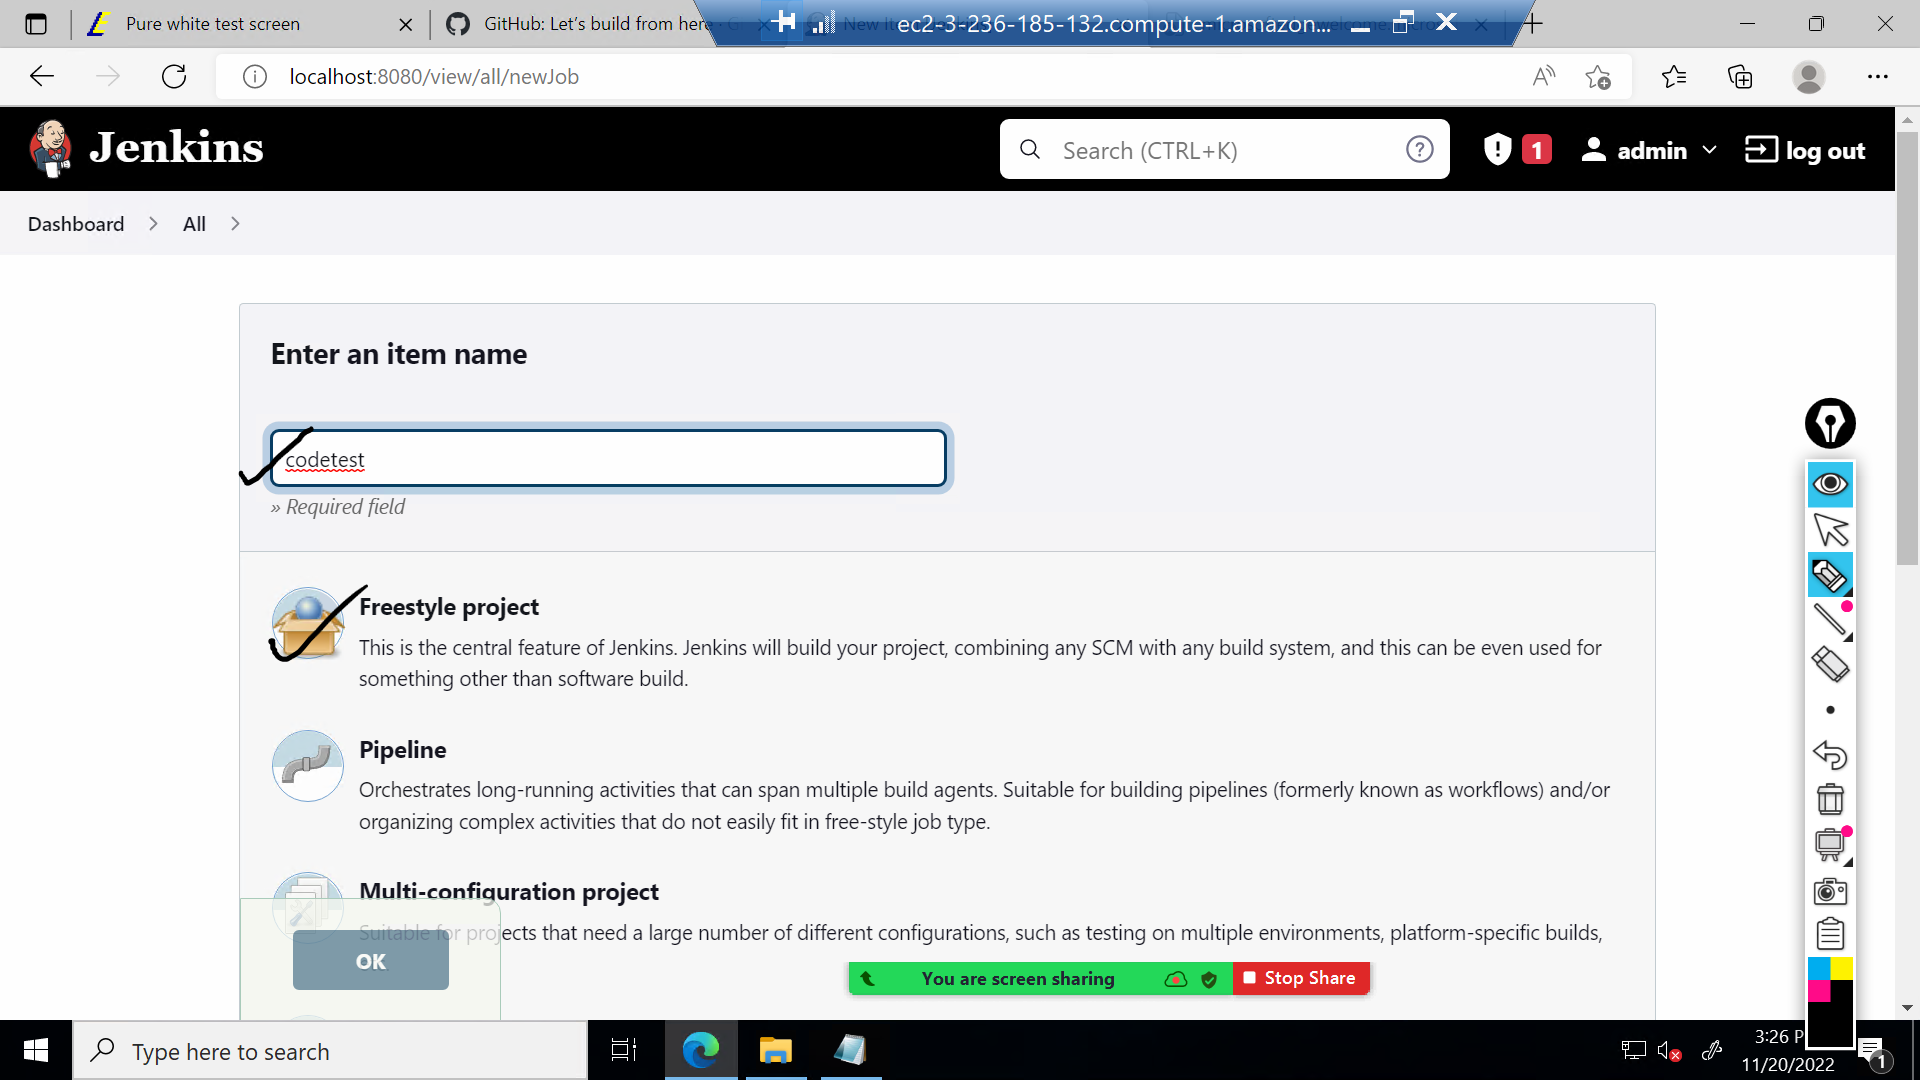 Pure white test screen
GitHub: Let's build from here · G
New it
ec2-3-236-185-132.compute-1.amazon...
welcome
localhost:8080/view/all/newJob
Jenkins
Search (CTRL+K)
1
admin
log out
Dashboard
All
Enter an item name
codetest
» Required field
Freestyle project
This is the central feature of Jenkins. Jenkins will build your project, combining any SCM with any build system, and this can be even used for
something other than software build.
Pipeline
Orchestrates long-running activities that can span multiple build agents. Suitable for building pipelines (formerly known as workflows) and/or
organizing complex activities that do not easily fit in free-style job type.
Multi-configuration project
Suitable for projects that need a large number of different configurations, such as testing on multiple environments, platform-specific builds,
OK
You are screen sharing
Stop Share
Type here to search
3:26 P
11/20/2022
1